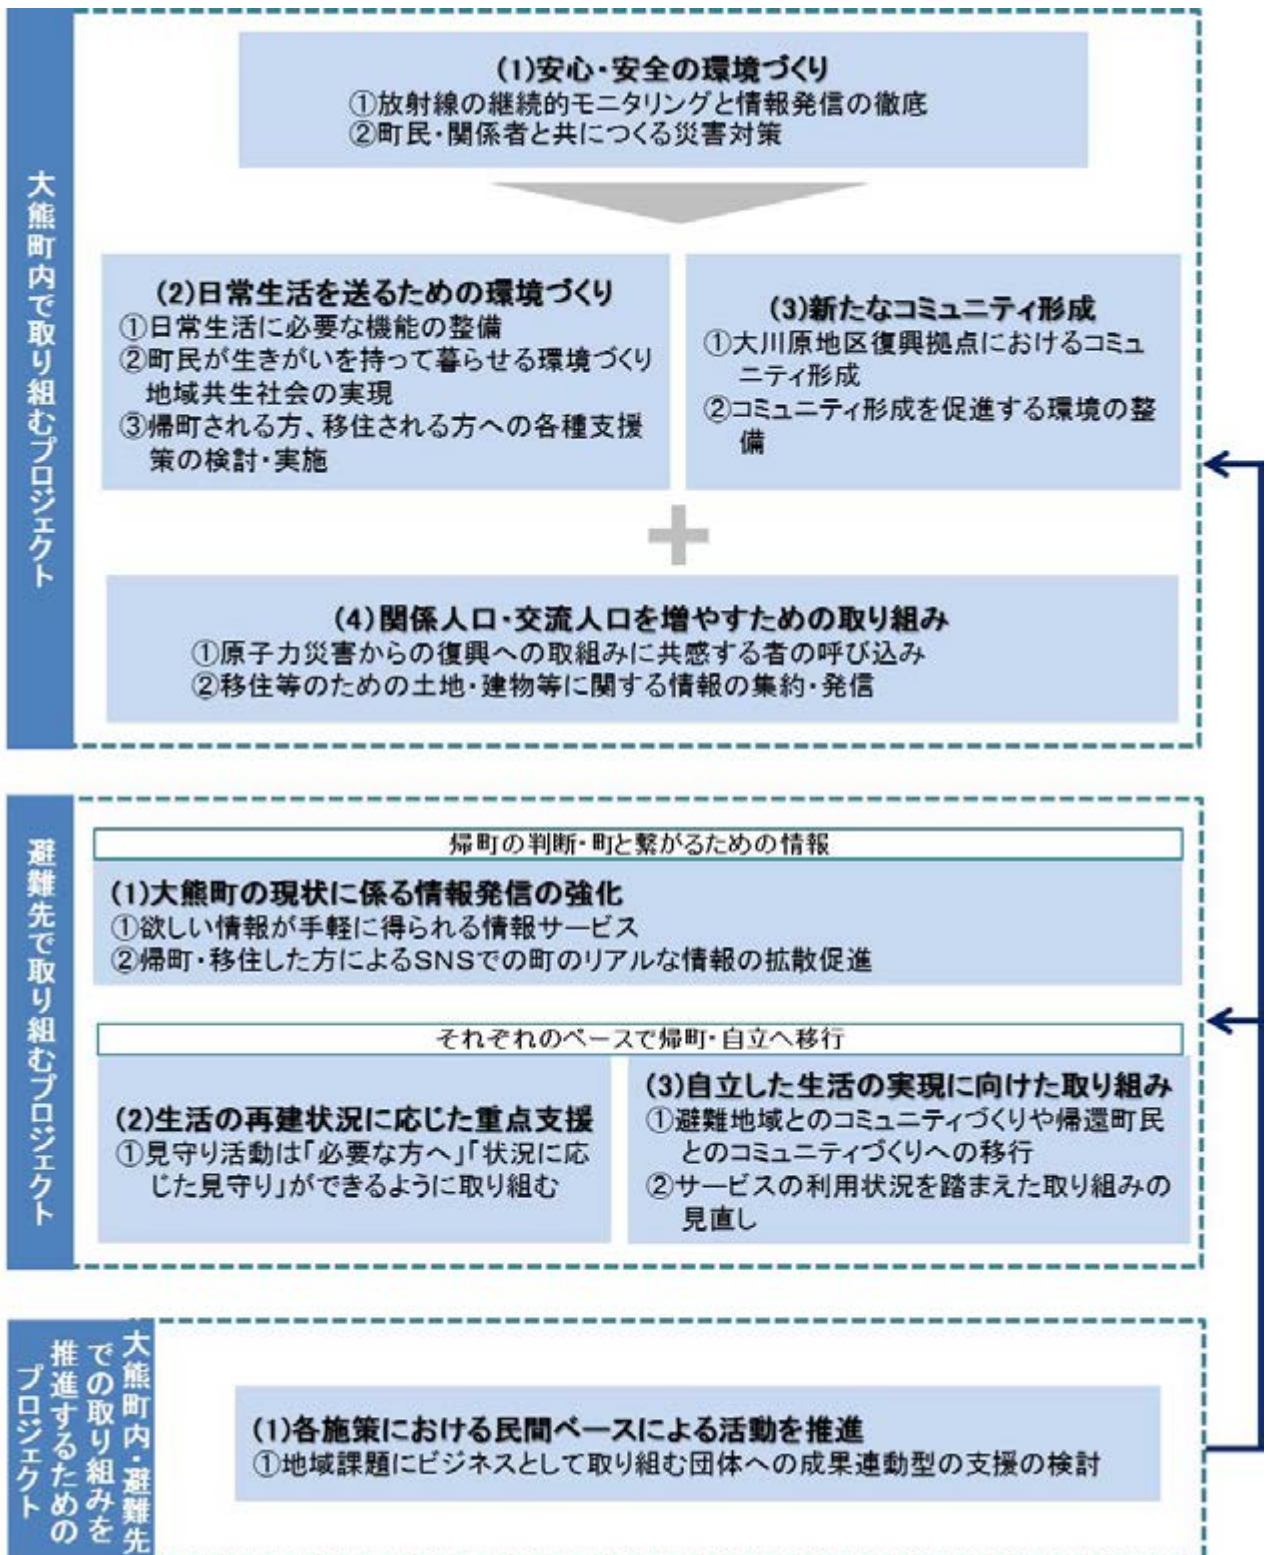 大熊町内で取り組むプロジェクト
(1)安心・安全の環境づくり
①放射線の継続的モニタリングと情報発信の徹底
②町民・関係者と共につくる災害対策
(2)日常生活を送るための環境づくり
①日常生活に必要な機能の整備
②町民が生きがいを持って暮らせる環境づくり
地域共生社会の実現
③帰町される方、移住される方への各種支援
策の検討・実施
(3)新たなコミュニティ形成
①大川原地区復興拠点におけるコミュ
ニティ形成
②コミュニティ形成を促進する環境の整
備
(4)関係人口・交流人口を増やすための取り組み
①原子力災害からの復興への取組みに共感する者の呼び込み
②移住等のための土地・建物等に関する情報の集約・発信
避難先で取り組むプロジェクト
帰町の判断・町と繋がるための情報
(1)大熊町の現状に係る情報発信の強化
①欲しい情報が手軽に得られる情報サービス
②帰町・移住した方によるSNSでの町のリアルな情報の拡散促進
それぞれのペースで帰町・自立へ移行
(2)生活の再建状況に応じた重点支援
①見守り活動は「必要な方へ」「状況に応
じた見守り」ができるように取り組む
(3)自立した生活の実現に向けた取り組み
①避難地域とのコミュニティづくりや帰還町民
とのコミュニティづくりへの移行
②サービスの利用状況を踏まえた取り組みの
見直し
大熊町内・避難先
での取り組みを
推進するための
プロジェクト
(1)各施策における民間ベースによる活動を推進
①地域課題にビジネスとして取り組む団体への成果連動型の支援の検討